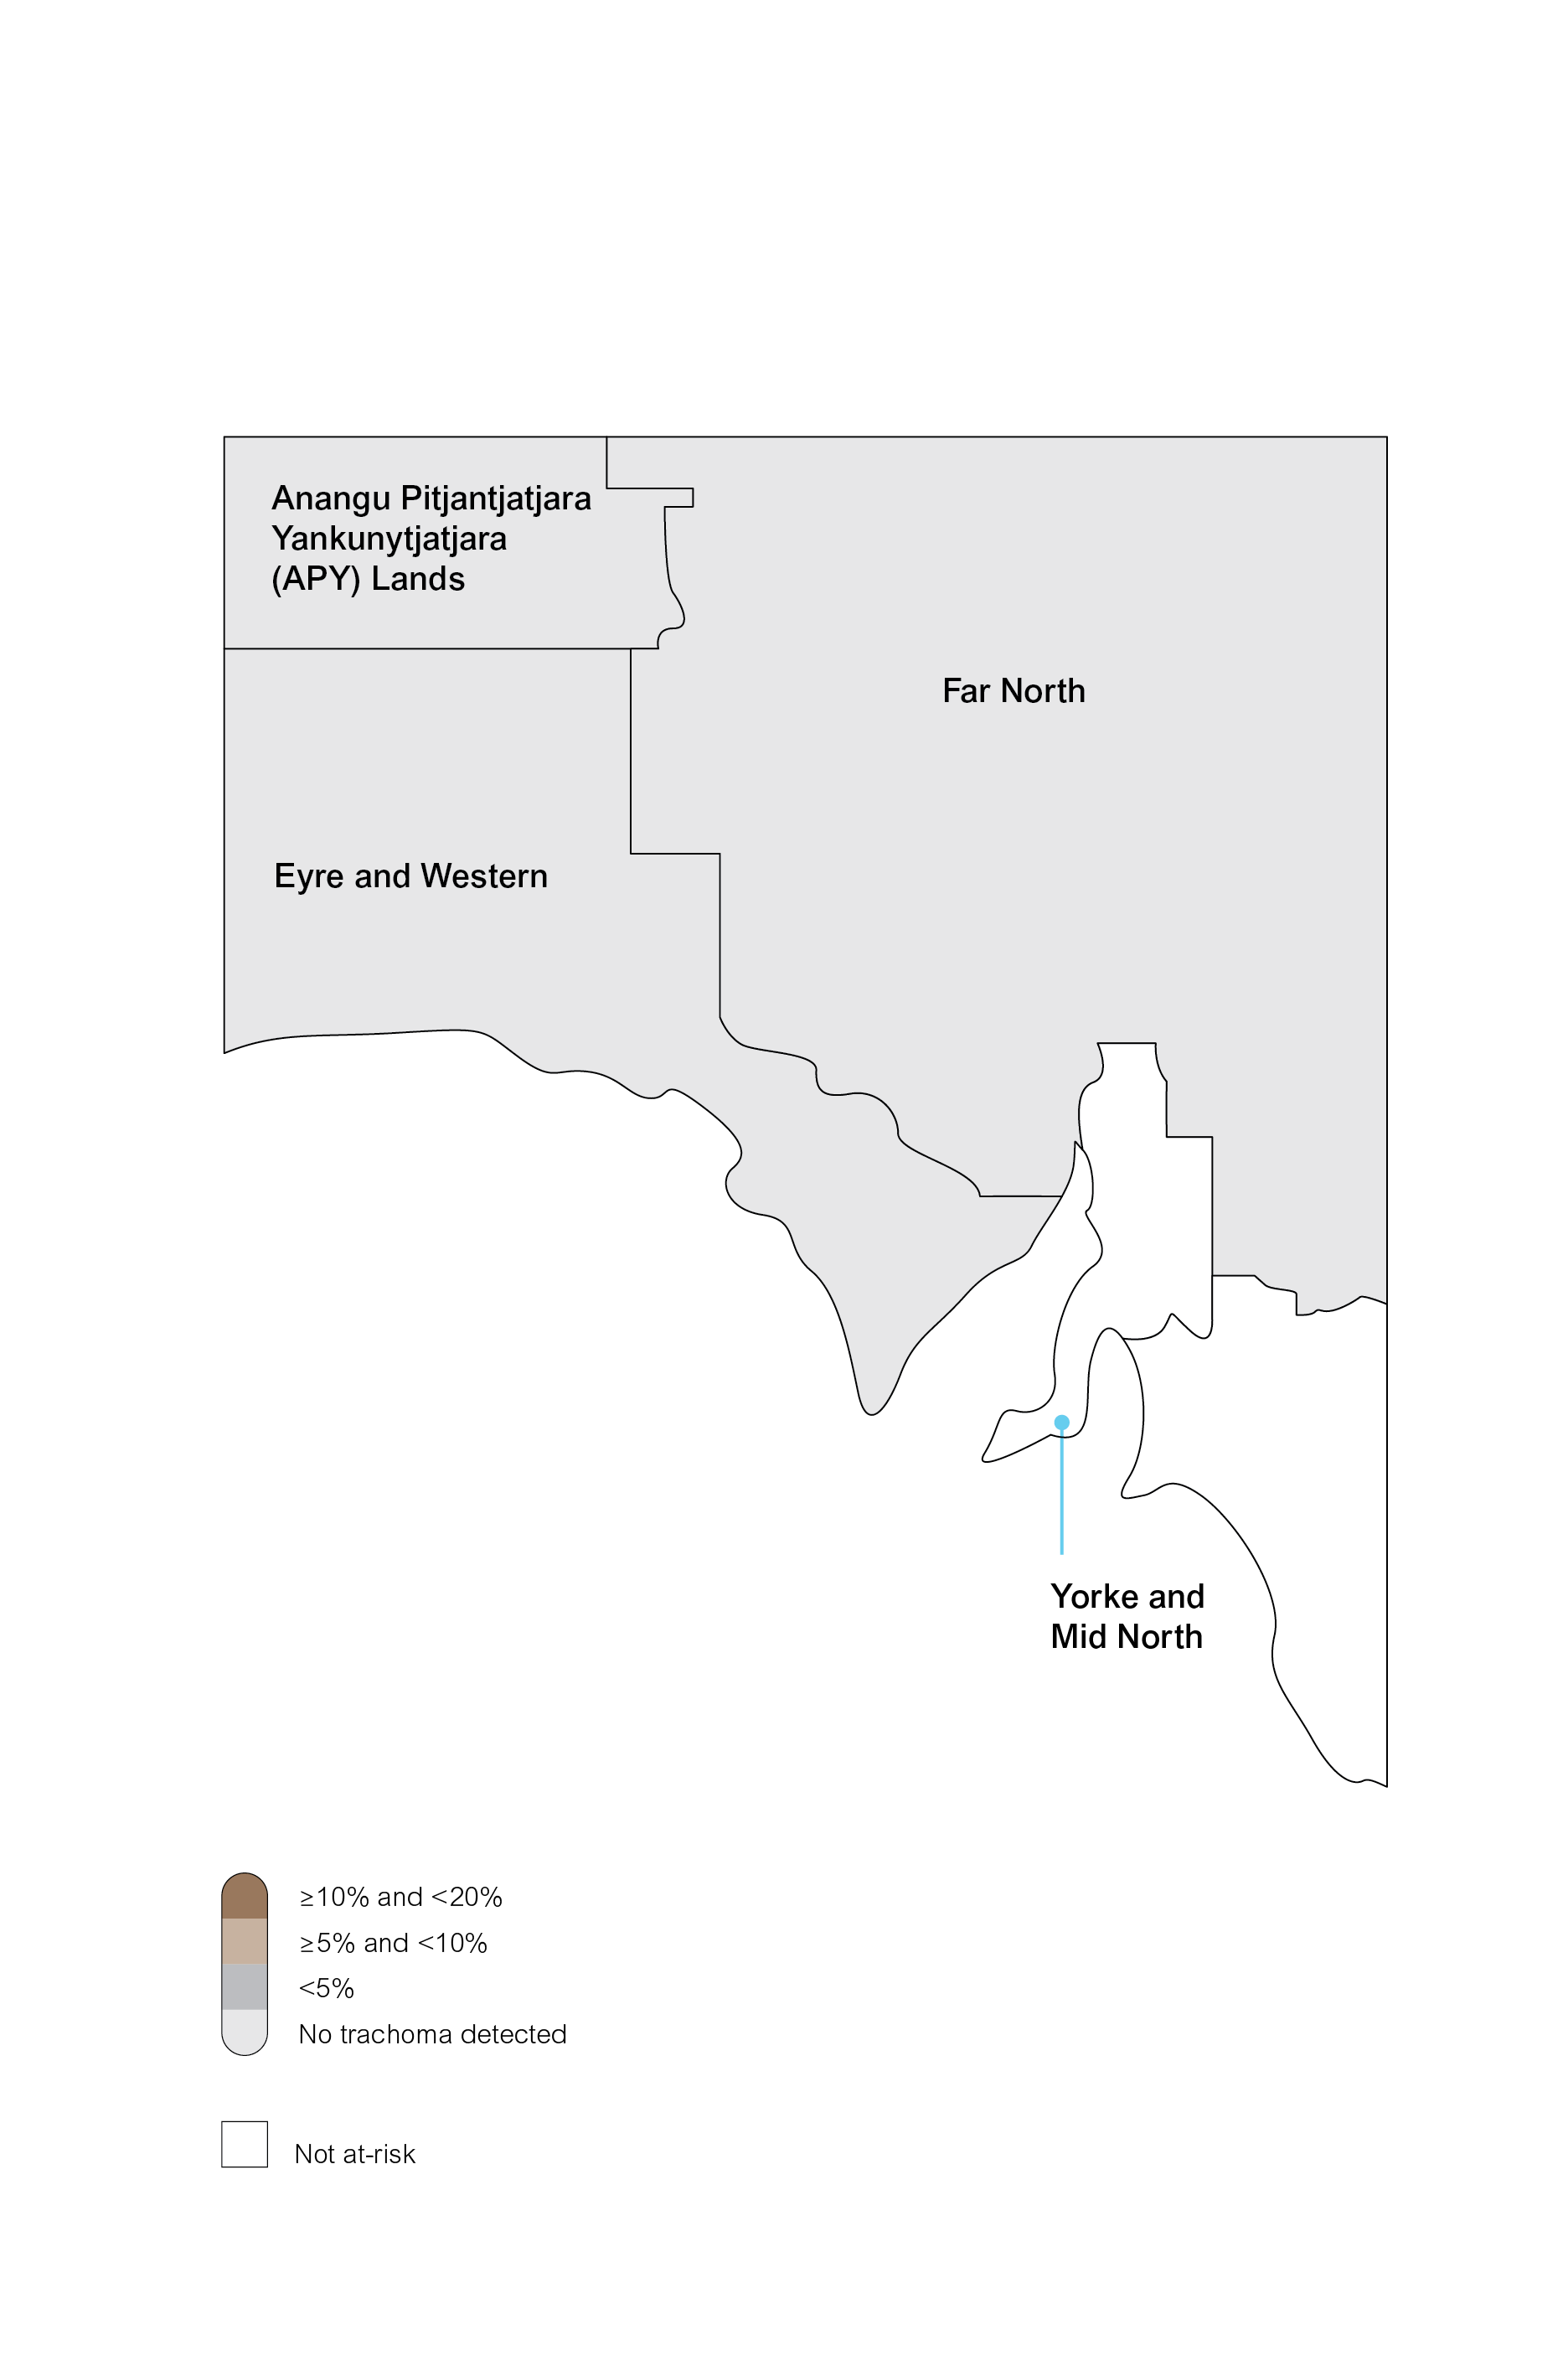 Anangu Pitjantjatjara
Yankunytjatjara
(APY) Lands
Far North
Eyre and Western
Yorke and
Mid North
≥10% and <20%
≥5% and <10%
<5%
No trachoma detected
Not at-risk